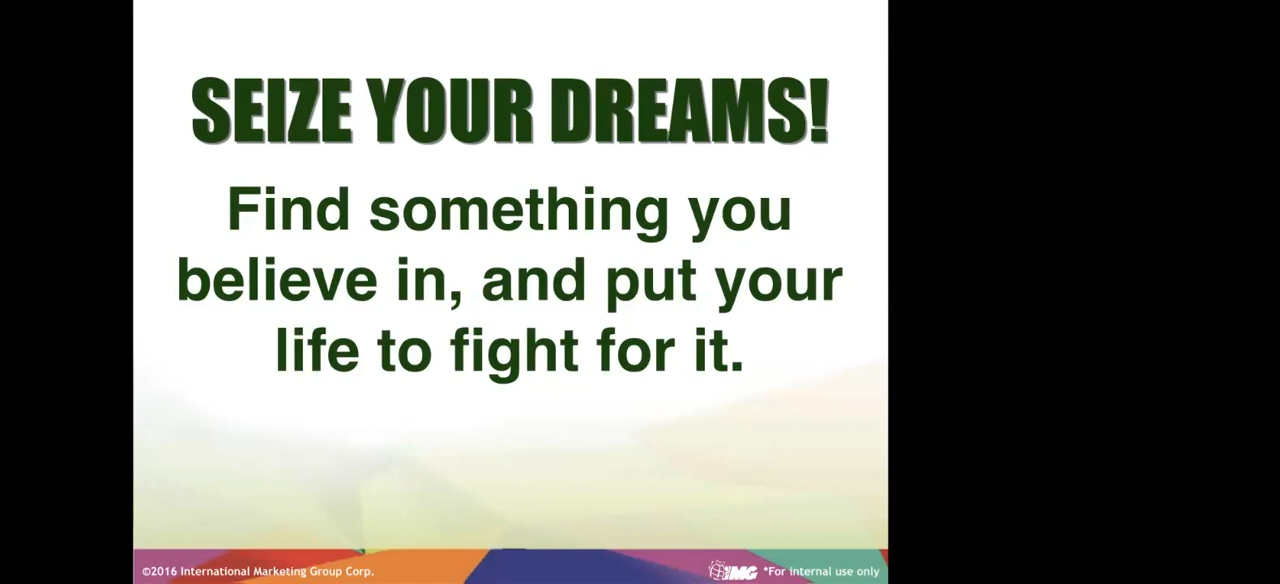 SEIZE YOUR DREAMS!
Find something you
believe in, and put your
life to fight for it.
©2016 International Marketing Group Corp.
IMG *For internal use only